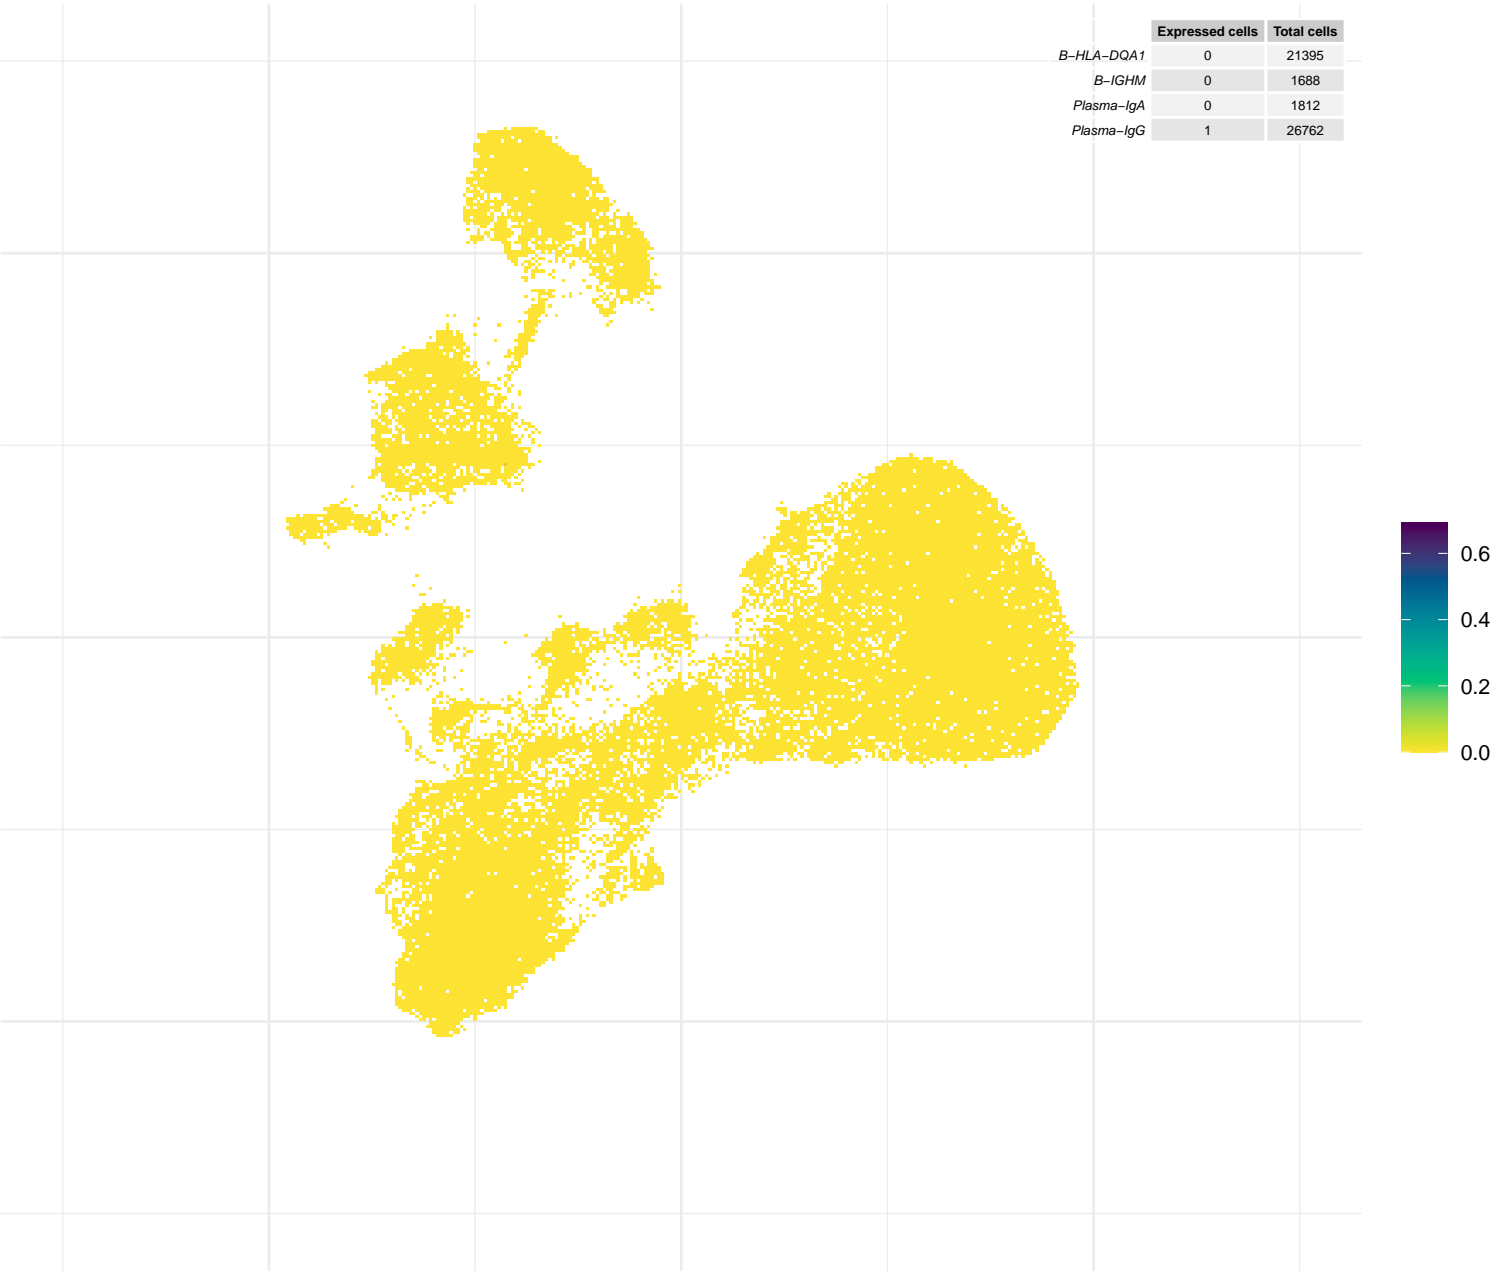 Expressed cells Total cells
B−HLA−DQA1 0 21395
B−IGHM 0 1688
Plasma−IgA 0 1812
Plasma−IgG 1 26762
0.6
0.4
0.2
0.0